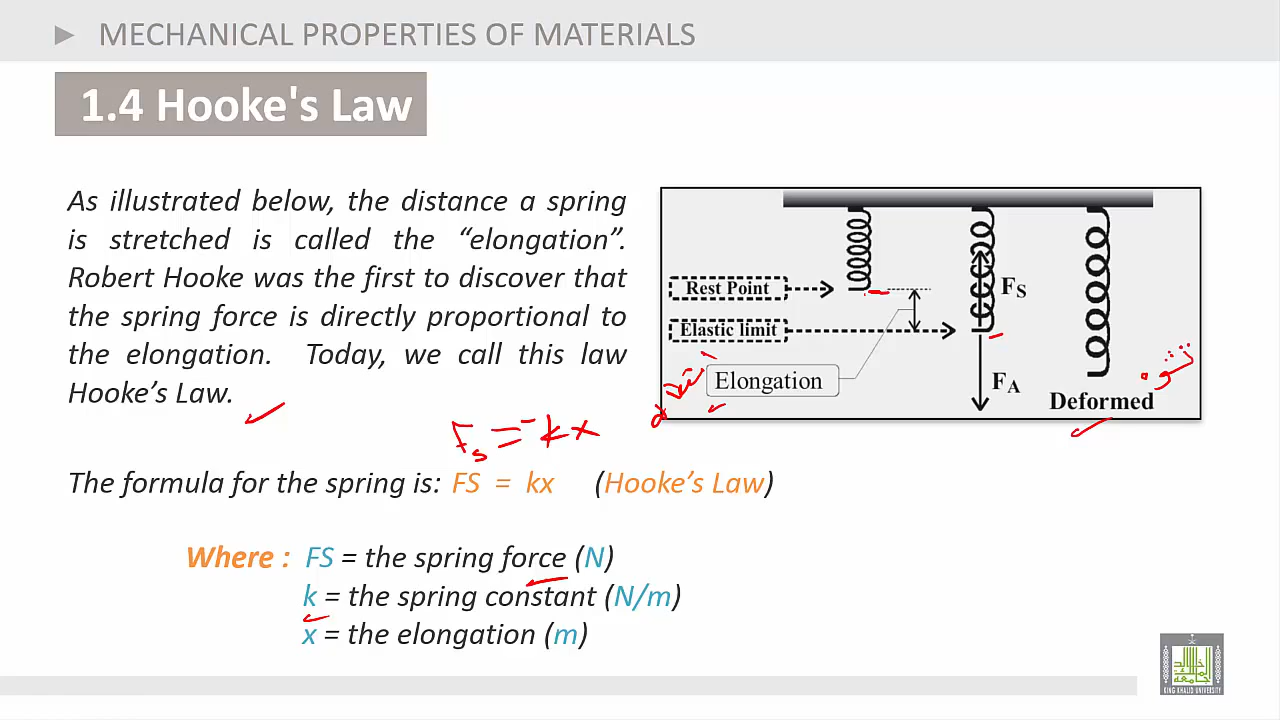 ► MECHANICAL PROPERTIES OF MATERIALS
1.4 Hooke's Law
As illustrated below, the distance a spring
is stretched is called the “elongation”.
Robert Hooke was the first to discover that
the spring force is directly proportional to
the elongation. Today, we call this law
Hooke’s Law.
Rest Point
Elastic limit
Elongation
FS
FA
Deformed
Fs = -kx
The formula for the spring is: FS = kx (Hooke’s Law)
Where : FS = the spring force (N)
k = the spring constant (N/m)
x = the elongation (m)
KING KHALID UNIVERSITY